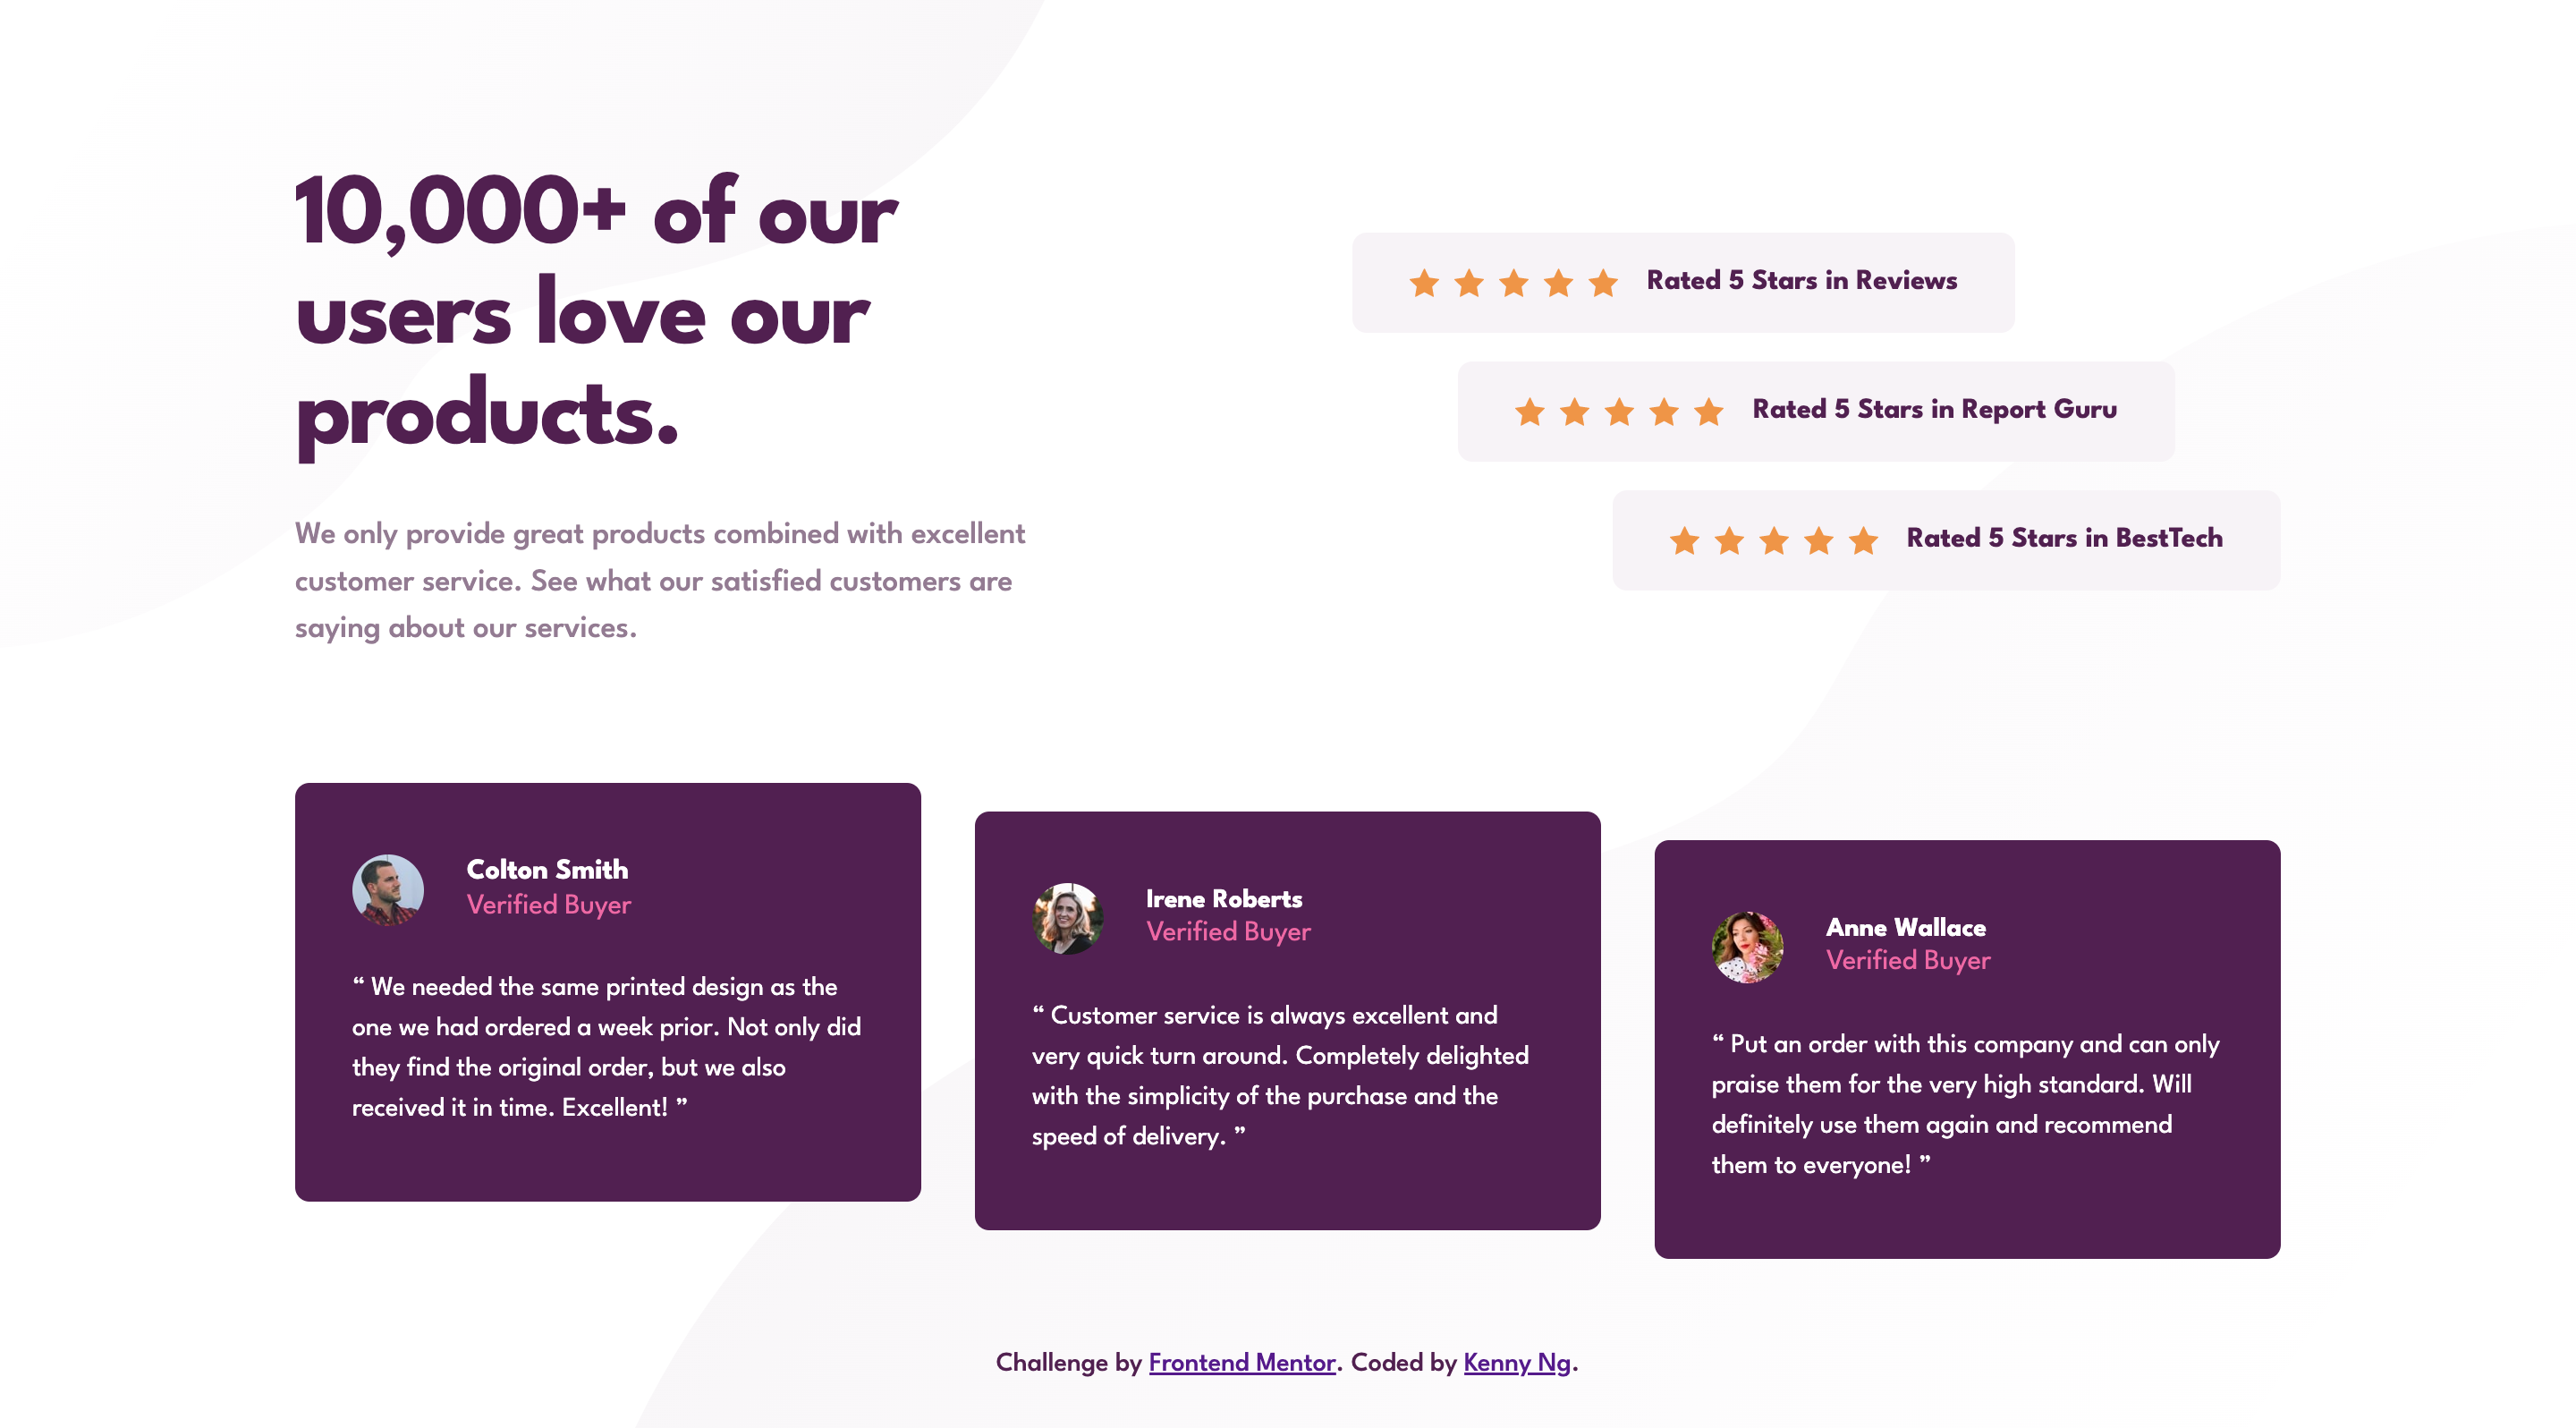 10,000+ of our
users love our
products.
We only provide great products combined with excellent
customer service. See what our satisfied customers are
saying about our services.
Rated 5 Stars in Reviews
Rated 5 Stars in Report Guru
Rated 5 Stars in BestTech
Colton Smith
Verified Buyer
“ We needed the same printed design as the
one we had ordered a week prior. Not only did
they find the original order, but we also
received it in time. Excellent! ”
Irene Roberts
Verified Buyer
“ Customer service is always excellent and
very quick turn around. Completely delighted
with the simplicity of the purchase and the
speed of delivery. ”
Anne Wallace
Verified Buyer
“ Put an order with this company and can only
praise them for the very high standard. Will
definitely use them again and recommend
them to everyone! ”
Challenge by Frontend Mentor. Coded by Kenny Ng.